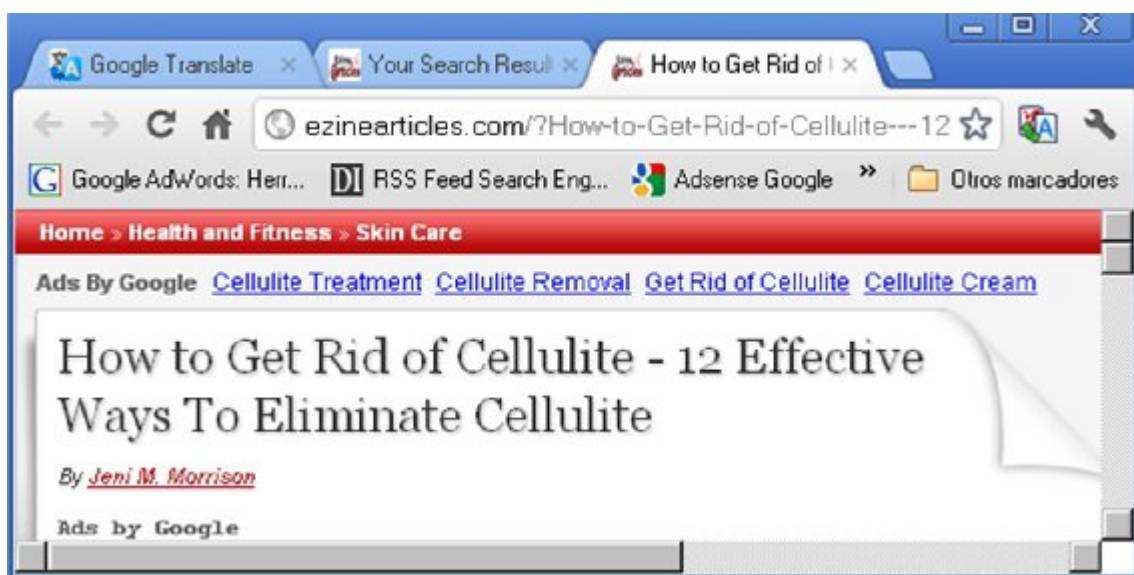 Google Translate Your Search Resul How to Get Rid of
ezinearticles.com/?How-to-Get-Rid-of-Cellulite---12
Google AdWords: Herr... DI RSS Feed Search Eng... Adsense Google » Otros marcadores
Home » Health and Fitness » Skin Care
Ads By Google Cellulite Treatment Cellulite Removal Get Rid of Cellulite Cellulite Cream
How to Get Rid of Cellulite - 12 Effective
Ways To Eliminate Cellulite
By Jeni M. Morrison
Ads by Google